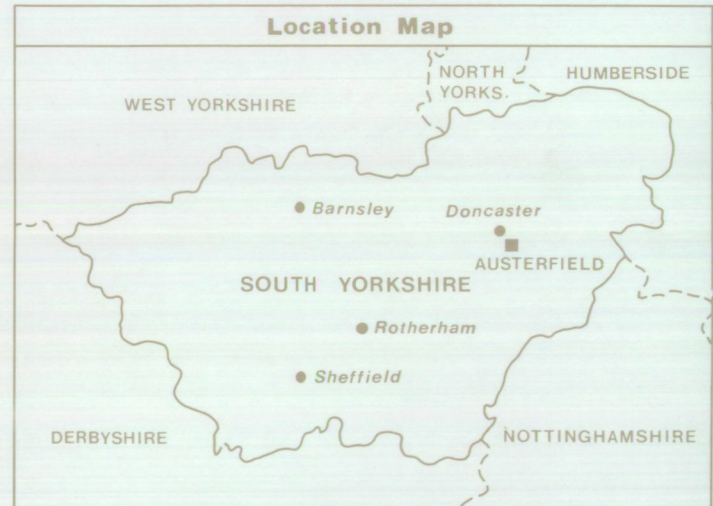 Location Map
NORTH
YORKS.
HUMBERSIDE
WEST YORKSHIRE
Barnsley
Doncaster
AUSTERFIELD
SOUTH YORKSHIRE
Rotherham
Sheffield
DERBYSHIRE
NOTTINGHAMSHIRE